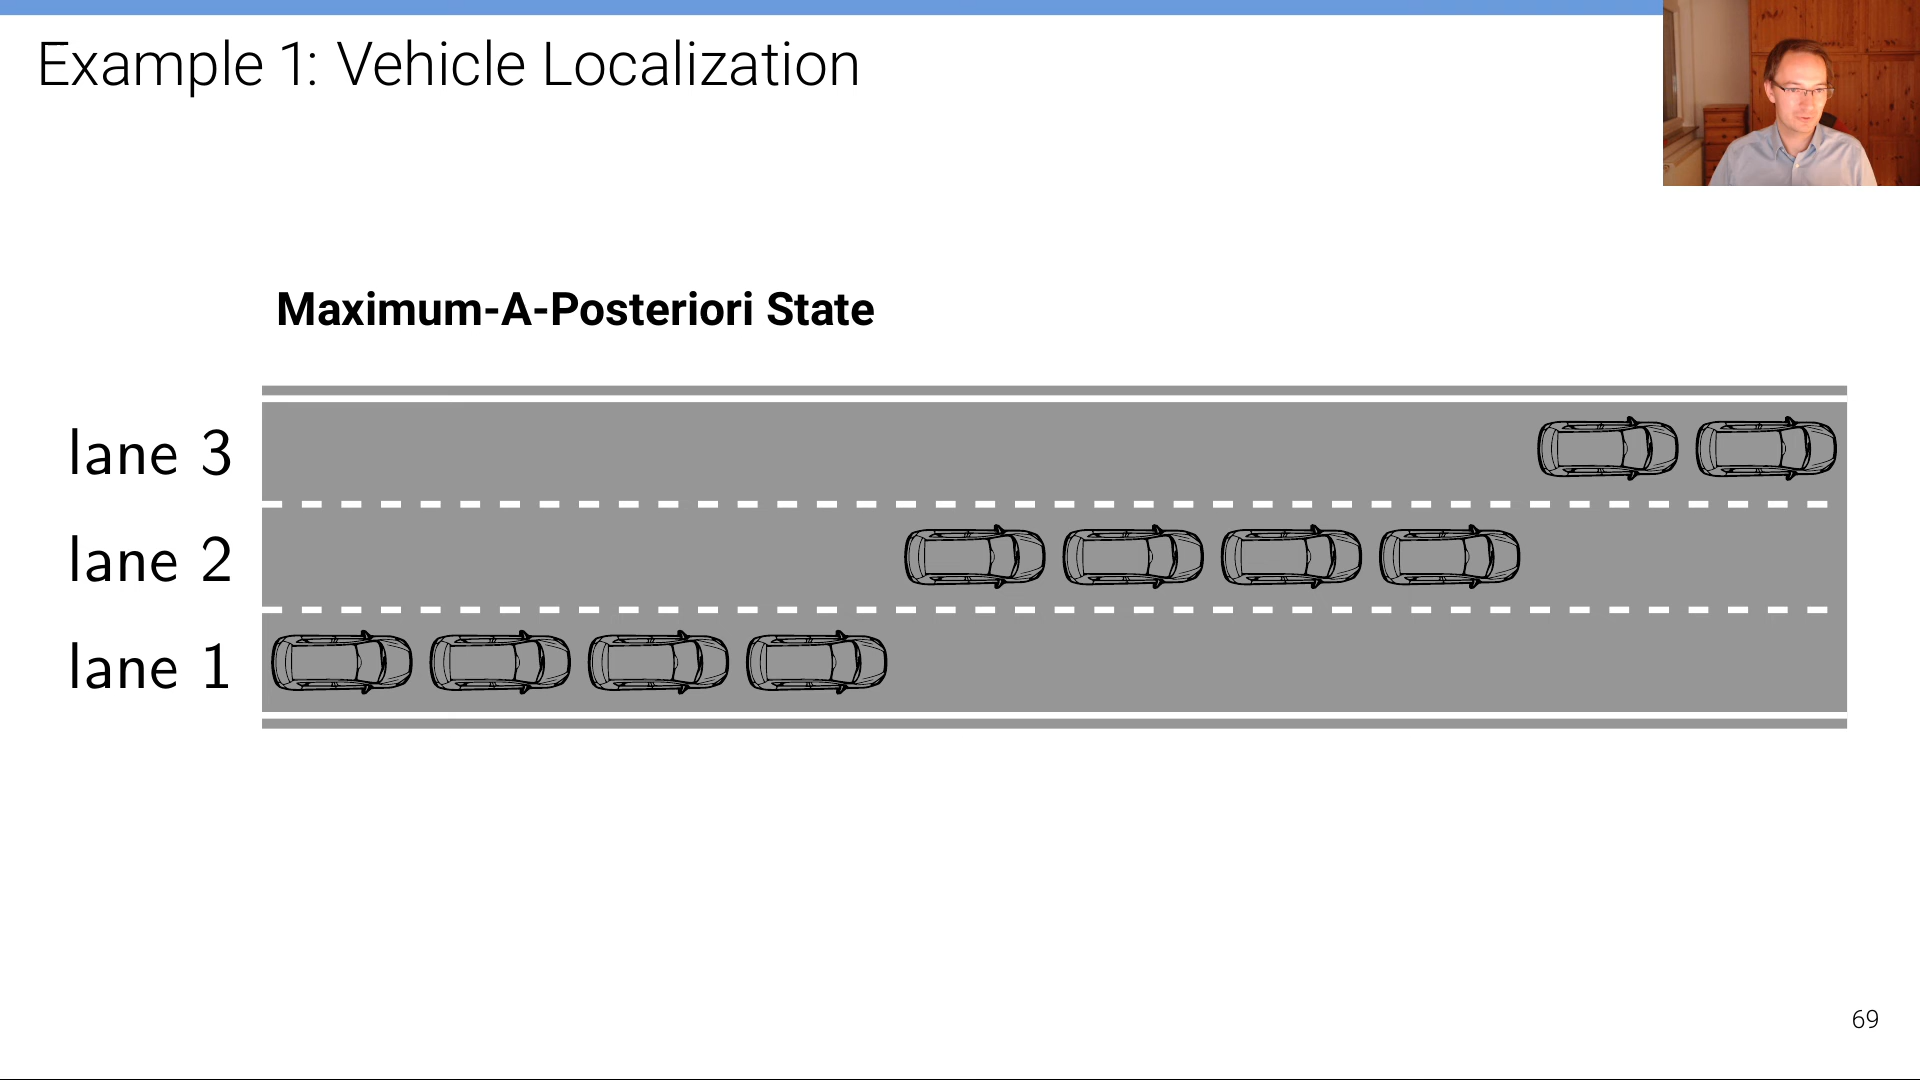 Example 1: Vehicle Localization
Maximum-A-Posteriori State
lane 3
lane 2
lane 1
69